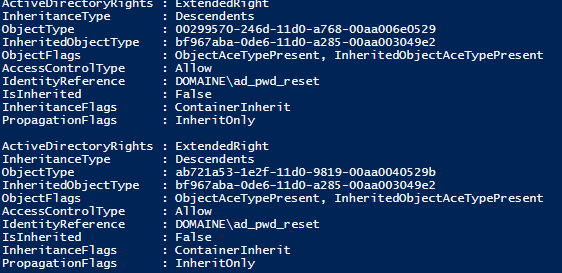 ActiveDirectoryRights : ExtendedRight
InheritanceType : Descendents
ObjectType : 00299570-246d-11d0-a768-00aa006e0529
InheritedObjectType : bf967aba-0de6-11d0-a285-00aa003049e2
ObjectFlags : ObjectAceTypePresent, InheritedObjectAceTypePresent
AccessControlType : Allow
IdentityReference : DOMAINE\ad_pwd_reset
IsInherited : False
InheritanceFlags : ContainerInherit
PropagationFlags : InheritOnly

ActiveDirectoryRights : ExtendedRight
InheritanceType : Descendents
ObjectType : ab721a53-1e2f-11d0-9819-00aa0040529b
InheritedObjectType : bf967aba-0de6-11d0-a285-00aa003049e2
ObjectFlags : ObjectAceTypePresent, InheritedObjectAceTypePresent
AccessControlType : Allow
IdentityReference : DOMAINE\ad_pwd_reset
IsInherited : False
InheritanceFlags : ContainerInherit
PropagationFlags : InheritOnly